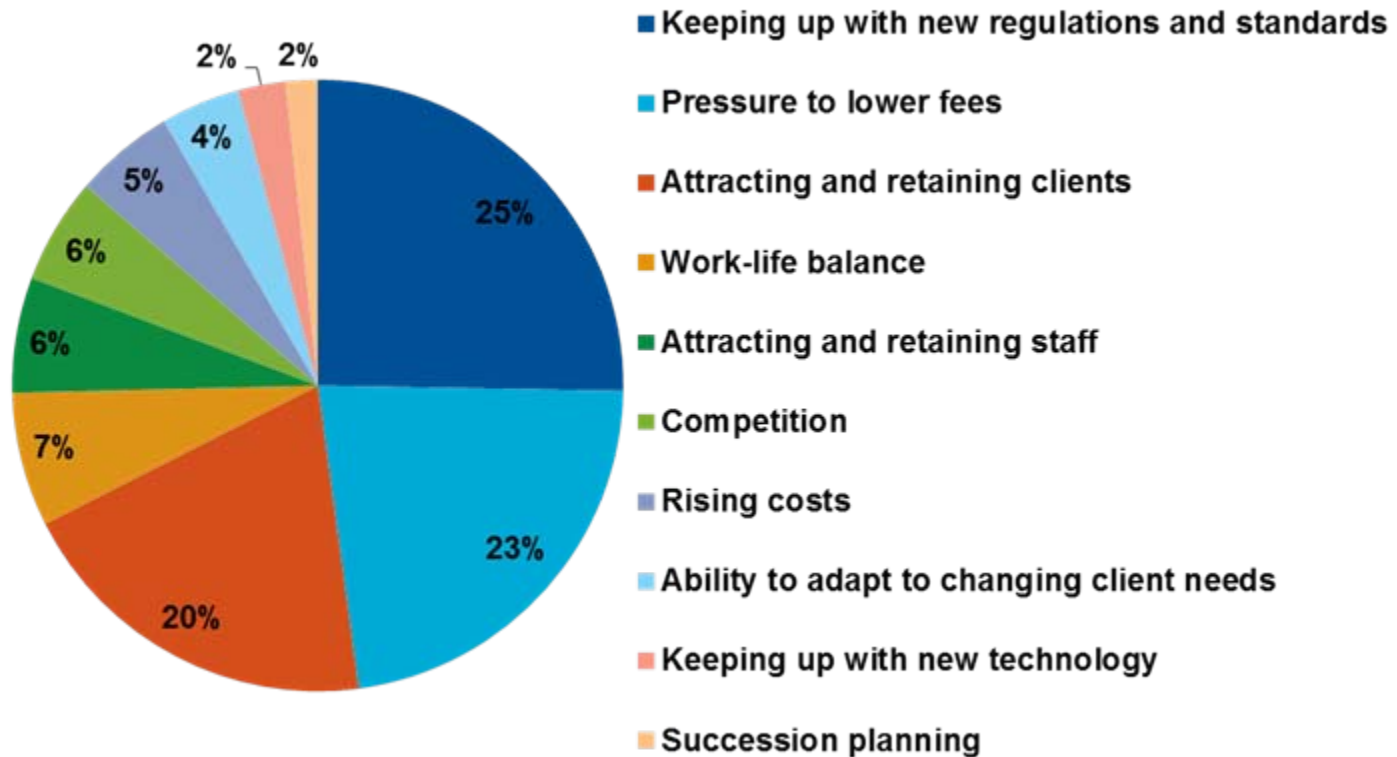 2% 2%
4%
5%
25%
6%
6%
7%
23%
20%
Keeping up with new regulations and standards
Pressure to lower fees
Attracting and retaining clients
Work-life balance
Attracting and retaining staff
Competition
Rising costs
Ability to adapt to changing client needs
Keeping up with new technology
Succession planning